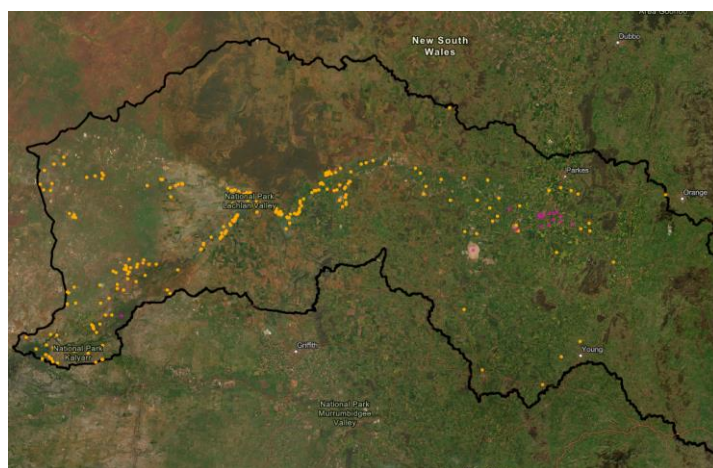 New South
Wales
Dubbo
Parkes
Orange
National Park
Lachlan Valley
National Park
Kalyarr
Griffith
Young
National Park
Murrumbidgee
Valley